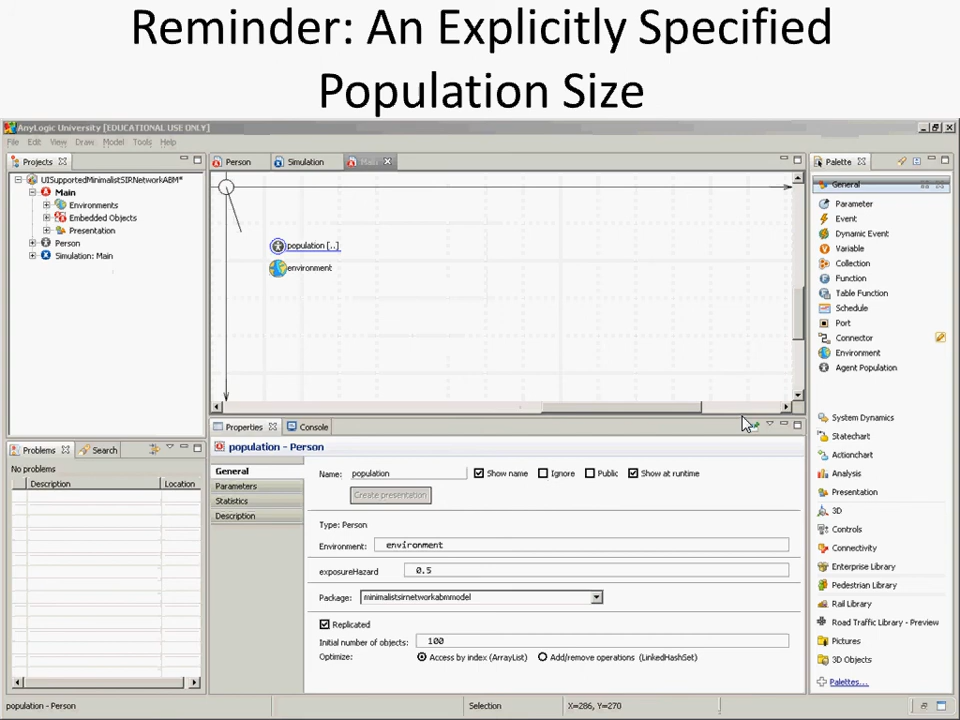 Reminder: An Explicitly Specified
Population Size
AnyLogic University [EDUCATIONAL USE ONLY]
File Edit View Draw Model Tools Help
Projects
UISupportedMinimalistSIRNetworkABM*
Main
Environments
Embedded Objects
Presentation
Person
Simulation: Main
Problems
Search
No problems
Description Location
Person
Simulation
Main
population [..]
environment
Properties
Console
population - Person
General
Parameters
Statistics
Description
Name: population Show name Ignore Public Show at runtime
Create presentation
Type: Person
Environment: environment
exposureHazard 0.5
Package: minimalistsirnetworkabmmodel
Replicated
Initial number of objects: 100
Optimize: Access by index (ArrayList) Add/remove operations (LinkedHashSet)
Palette
General
Parameter
Event
Dynamic Event
Variable
Collection
Function
Table Function
Schedule
Port
Connector
Environment
Agent Population
System Dynamics
Statechart
Actionchart
Analysis
Presentation
3D
Controls
Connectivity
Enterprise Library
Pedestrian Library
Rail Library
Road Traffic Library - Preview
Pictures
3D Objects
Palettes...
population - Person Selection X=286, Y=270